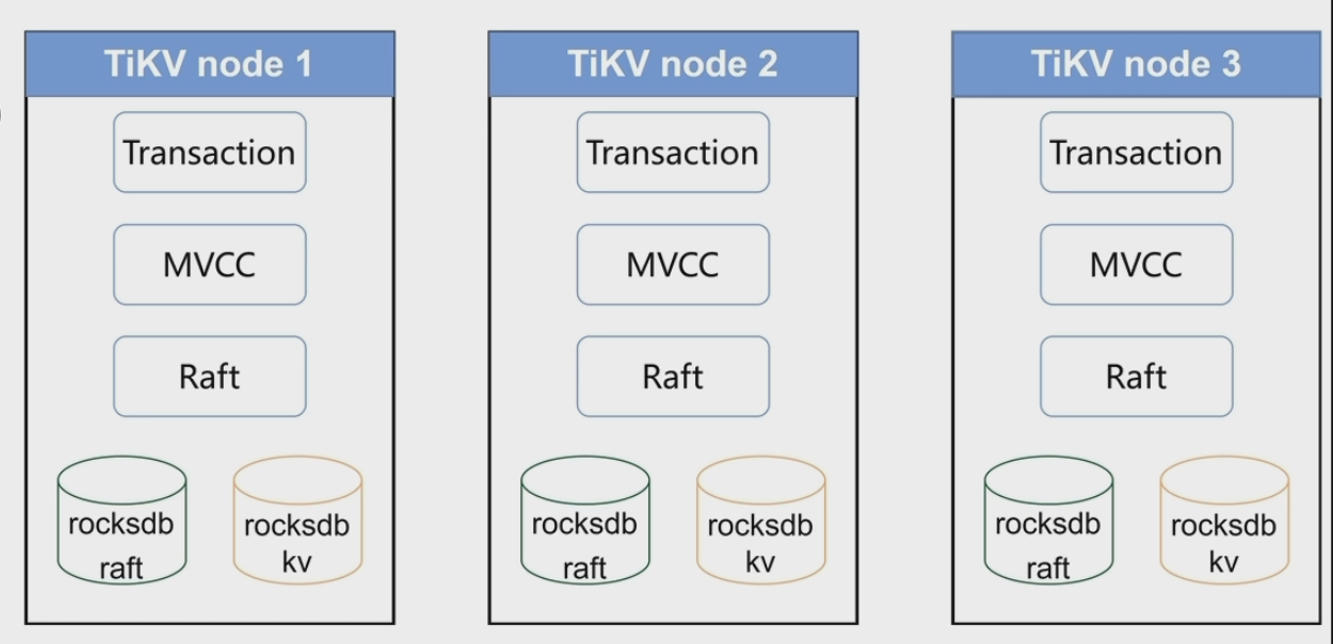 TiKV node 1
Transaction
MVCC
Raft
rocksdb
raft
rocksdb
kv
TiKV node 2
Transaction
MVCC
Raft
rocksdb
raft
rocksdb
kv
TiKV node 3
Transaction
MVCC
Raft
rocksdb
raft
rocksdb
kv